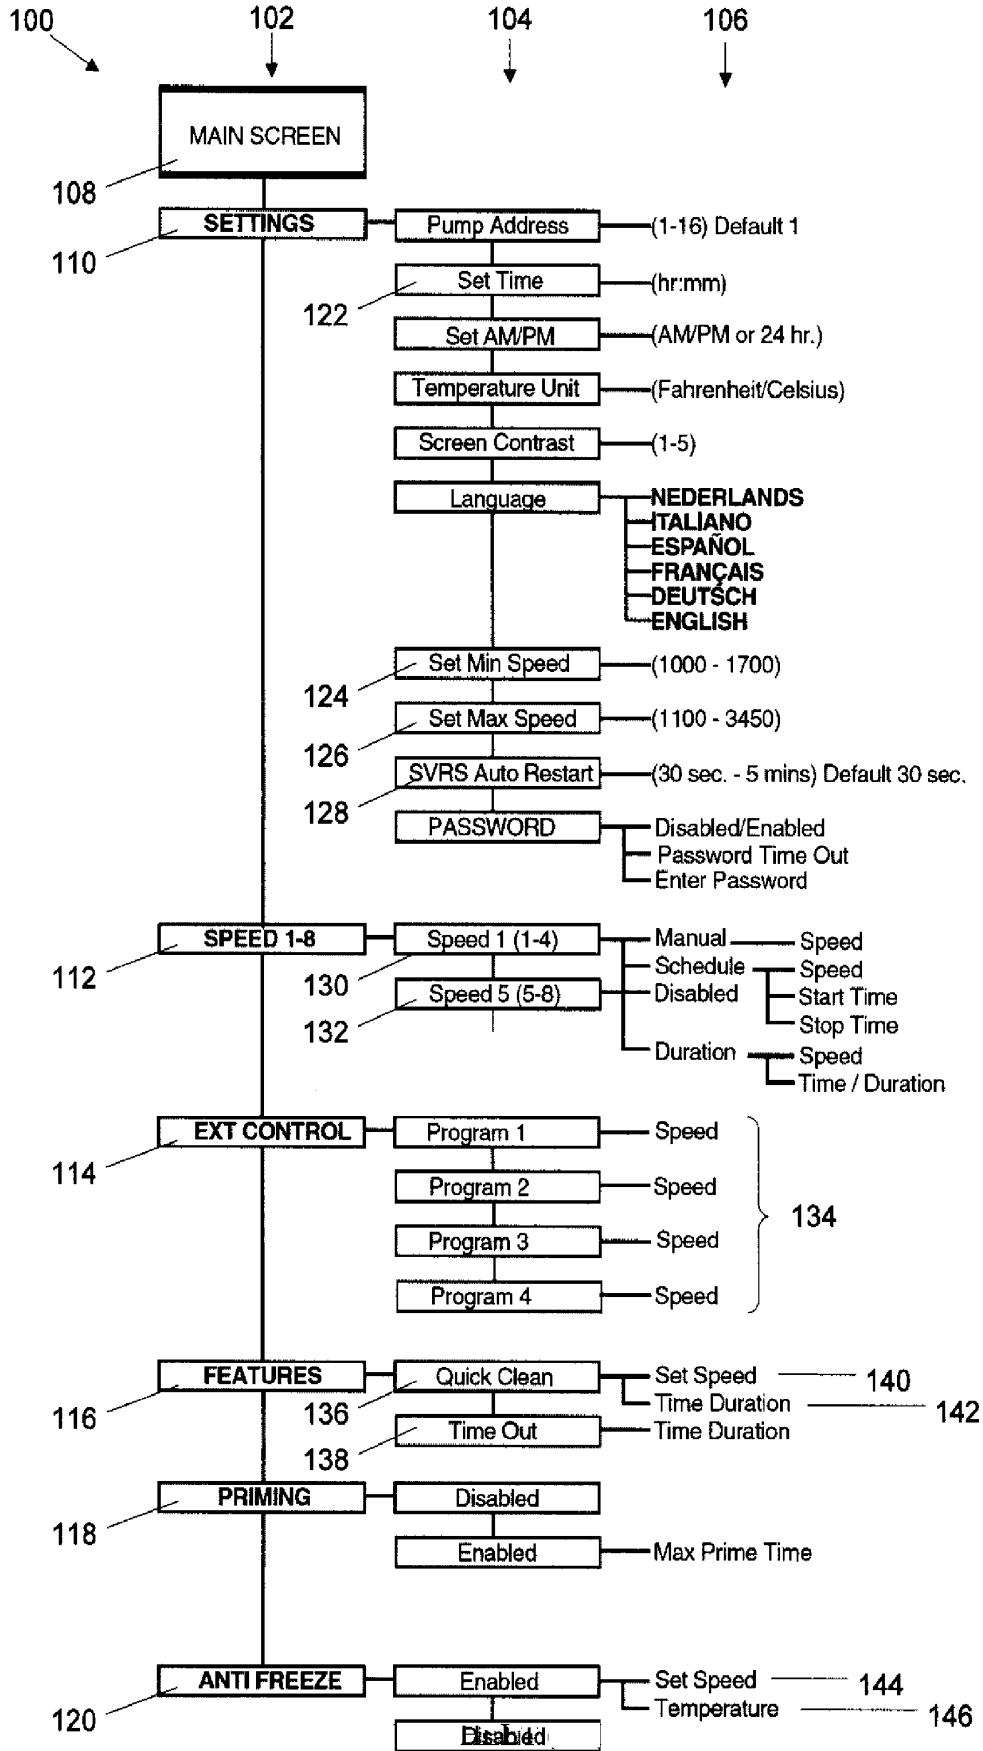 100
102
104
106
MAIN SCREEN
108
SETTINGS
110
Pump Address
(1-16) Default 1
Set Time
(hr:mm)
122
Set AM/PM
(AM/PM or 24 hr.)
Temperature Unit
(Fahrenheit/Celsius)
Screen Contrast
(1-5)
Language
NEDERLANDS
ITALIANO
ESPAÑOL
FRANÇAIS
DEUTSCH
ENGLISH
Set Min Speed
(1000 - 1700)
124
Set Max Speed
(1100 - 3450)
126
SVRS Auto Restart
(30 sec. - 5 mins) Default 30 sec.
128
PASSWORD
Disabled/Enabled
Password Time Out
Enter Password
SPEED 1-8
112
Speed 1 (1-4)
130
Speed 5 (5-8)
132
Manual
Speed
Schedule
Speed
Start Time
Stop Time
Disabled
Duration
Speed
Time / Duration
EXT CONTROL
114
Program 1
Speed
Program 2
Speed
Program 3
Speed
Program 4
Speed
134
FEATURES
116
Quick Clean
136
Set Speed
140
Time Duration
142
Time Out
138
Time Duration
PRIMING
118
Disabled
Enabled
Max Prime Time
ANTI FREEZE
120
Enabled
Set Speed
144
Temperature
146
Disabled